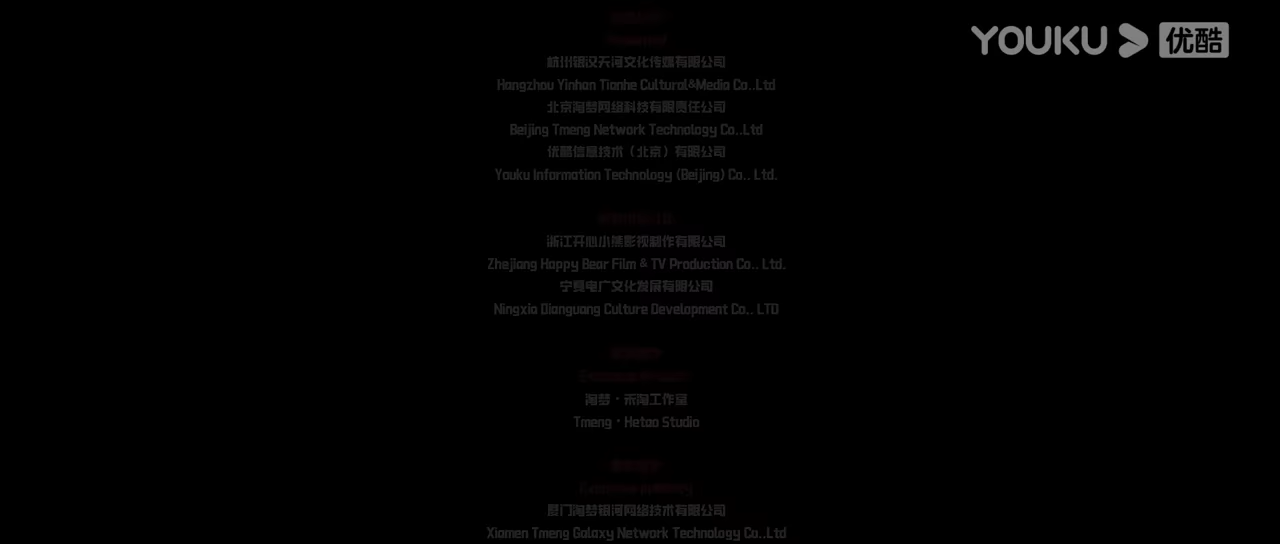 YOUKU 优酷
杭州银汉天河文化传媒有限公司
Hangzhou Yinhan Tianhe Cultural&Media Co..Ltd
北京淘梦网络科技有限责任公司
Beijing Tmeng Network Technology Co..Ltd
优酷信息技术（北京）有限公司
Youku Information Technology (Beijing) Co.. Ltd.
浙江开心小熊影视制作有限公司
Zhejiang Happy Bear Film & TV Production Co.. Ltd.
宁夏电广文化发展有限公司
Ningxia Dianguang Culture Development Co.. LTD
淘梦·禾淘工作室
Tmeng·Hetao Studio
厦门淘梦银河网络技术有限公司
Xiamen Tmeng Galaxy Network Technology Co..Ltd